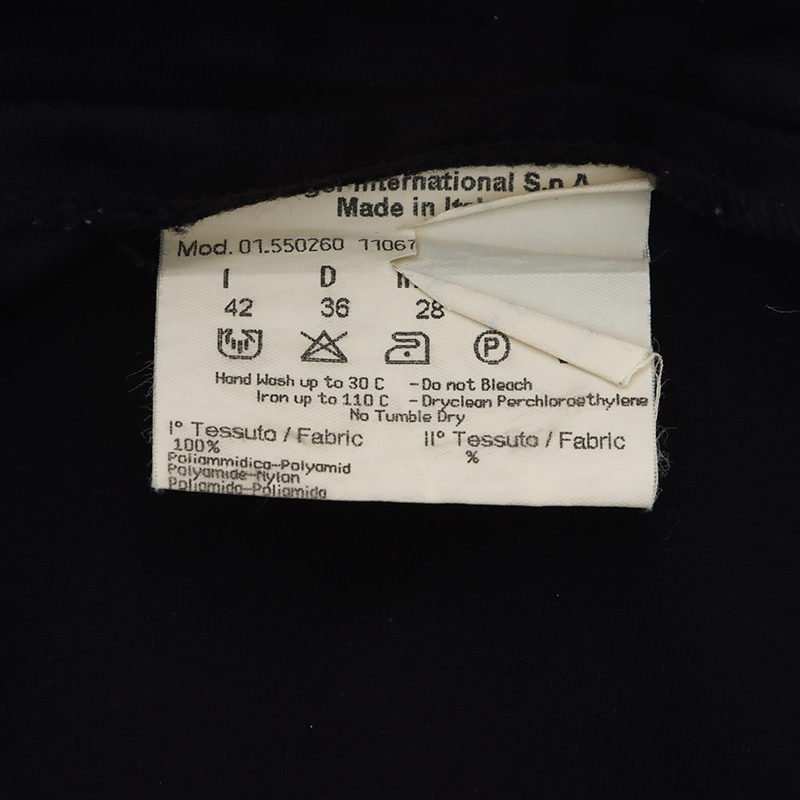 International S.p.A
Made in
Mod. 01.550260 11067
I D
42 36 28
P
Hand Wash up to 30 C -Do not Bleach
Iron up to 110 C -Dryclean Perchloroethylene
No Tumble Dry
I° Tessuto / Fabric II° Tessuto / Fabric
100% %
Poliammidica-Polyamid
Polyamide-Nylon
Poliamida-Poliamida